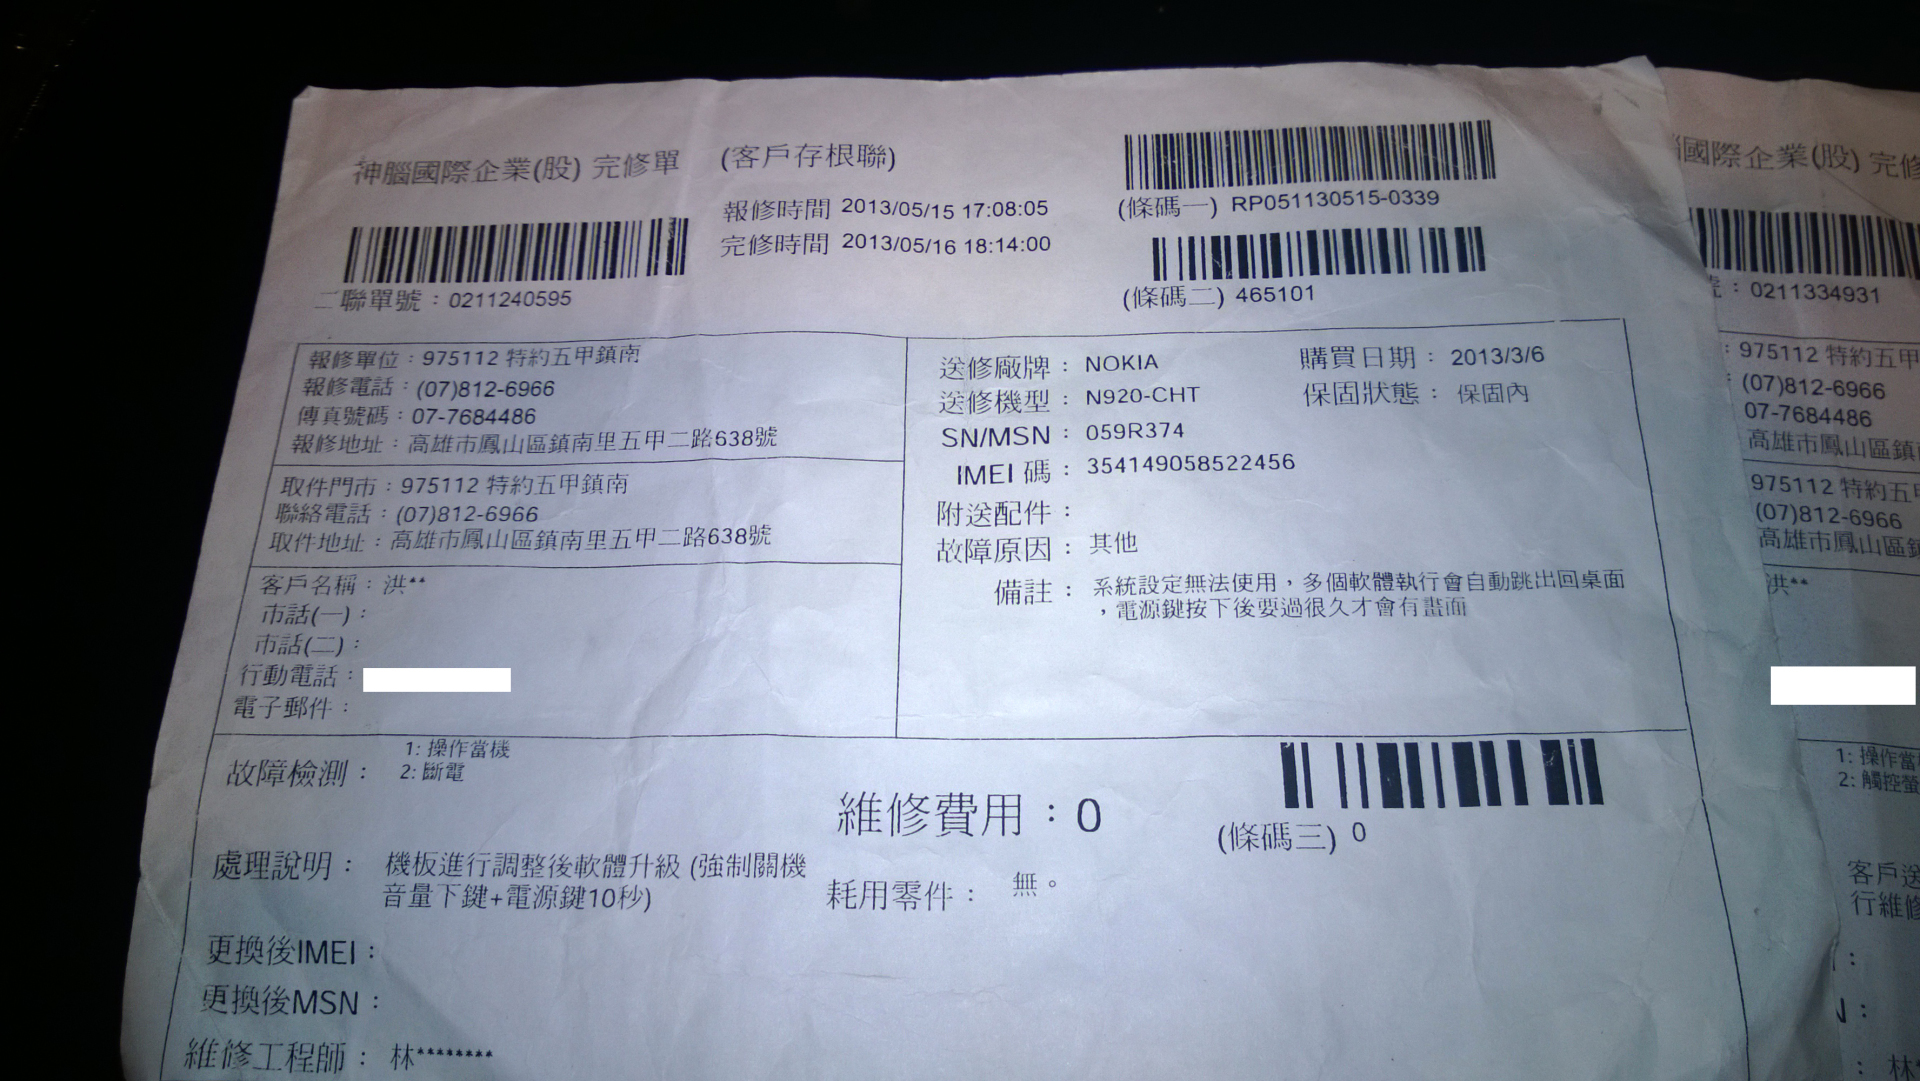 神腦國際企業(股) 完修單 (客戶存根聯)
報修時間 2013/05/15 17:08:05
完修時間 2013/05/16 18:14:00
(條碼一) RP051130515-0339
(條碼二) 465101
二聯單號：0211240595
報修單位：975112 特約五甲鎮南
報修電話：(07)812-6966
傳真號碼：07-7684486
報修地址：高雄市鳳山區鎮南里五甲二路638號
取件門市：975112 特約五甲鎮南
聯絡電話：(07)812-6966
取件地址：高雄市鳳山區鎮南里五甲二路638號
客戶名稱：洪**
市話(一)：
市話(二)：
行動電話：
電子郵件：
送修廠牌：NOKIA 購買日期：2013/3/6
送修機型：N920-CHT 保固狀態：保固內
SN/MSN：059R374
IMEI 碼：354149058522456
附送配件：
故障原因：其他
備註：系統設定無法使用，多個軟體執行會自動跳出回桌面
，電源鍵按下後要過很久才會有畫面
故障檢測：1: 操作當機
2: 斷電
維修費用：0
(條碼三) 0
處理說明：機板進行調整後軟體升級 (強制關機
音量下鍵+電源鍵10秒)
耗用零件：無。
更換後IMEI：
更換後MSN：
維修工程師：林********
國際企業(股) 完修
號：0211334931
：975112 特約五甲
(07)812-6966
07-7684486
高雄市鳳山區鎮
975112 特約五
(07)812-6966
高雄市鳳山區
洪**
1: 操作當
2: 觸控螢
客戶送
行維修
：
N：
：林